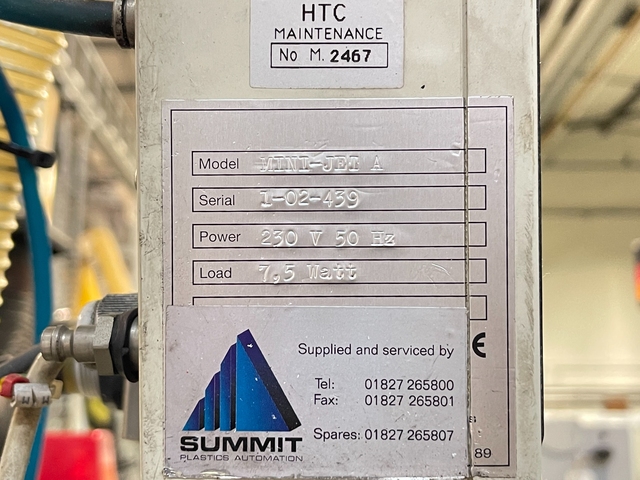 HTC
MAINTENANCE
No M. 2467
Model MINI-JET A
Serial 1-02-439
Power 230 V 50 Hz
Load 7,5 Watt
CE
Supplied and serviced by
Tel: 01827 265800
Fax: 01827 265801
Spares: 01827 265807
SUMMIT
PLASTICS AUTOMATION
89